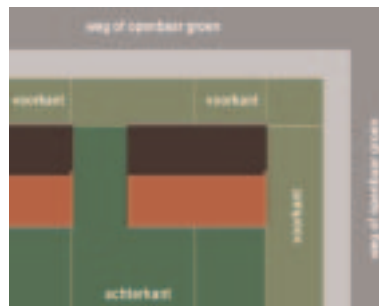 weg of openbaar groen
voorkant
voorkant
voorkant
weg of openbaar groen
achterkant